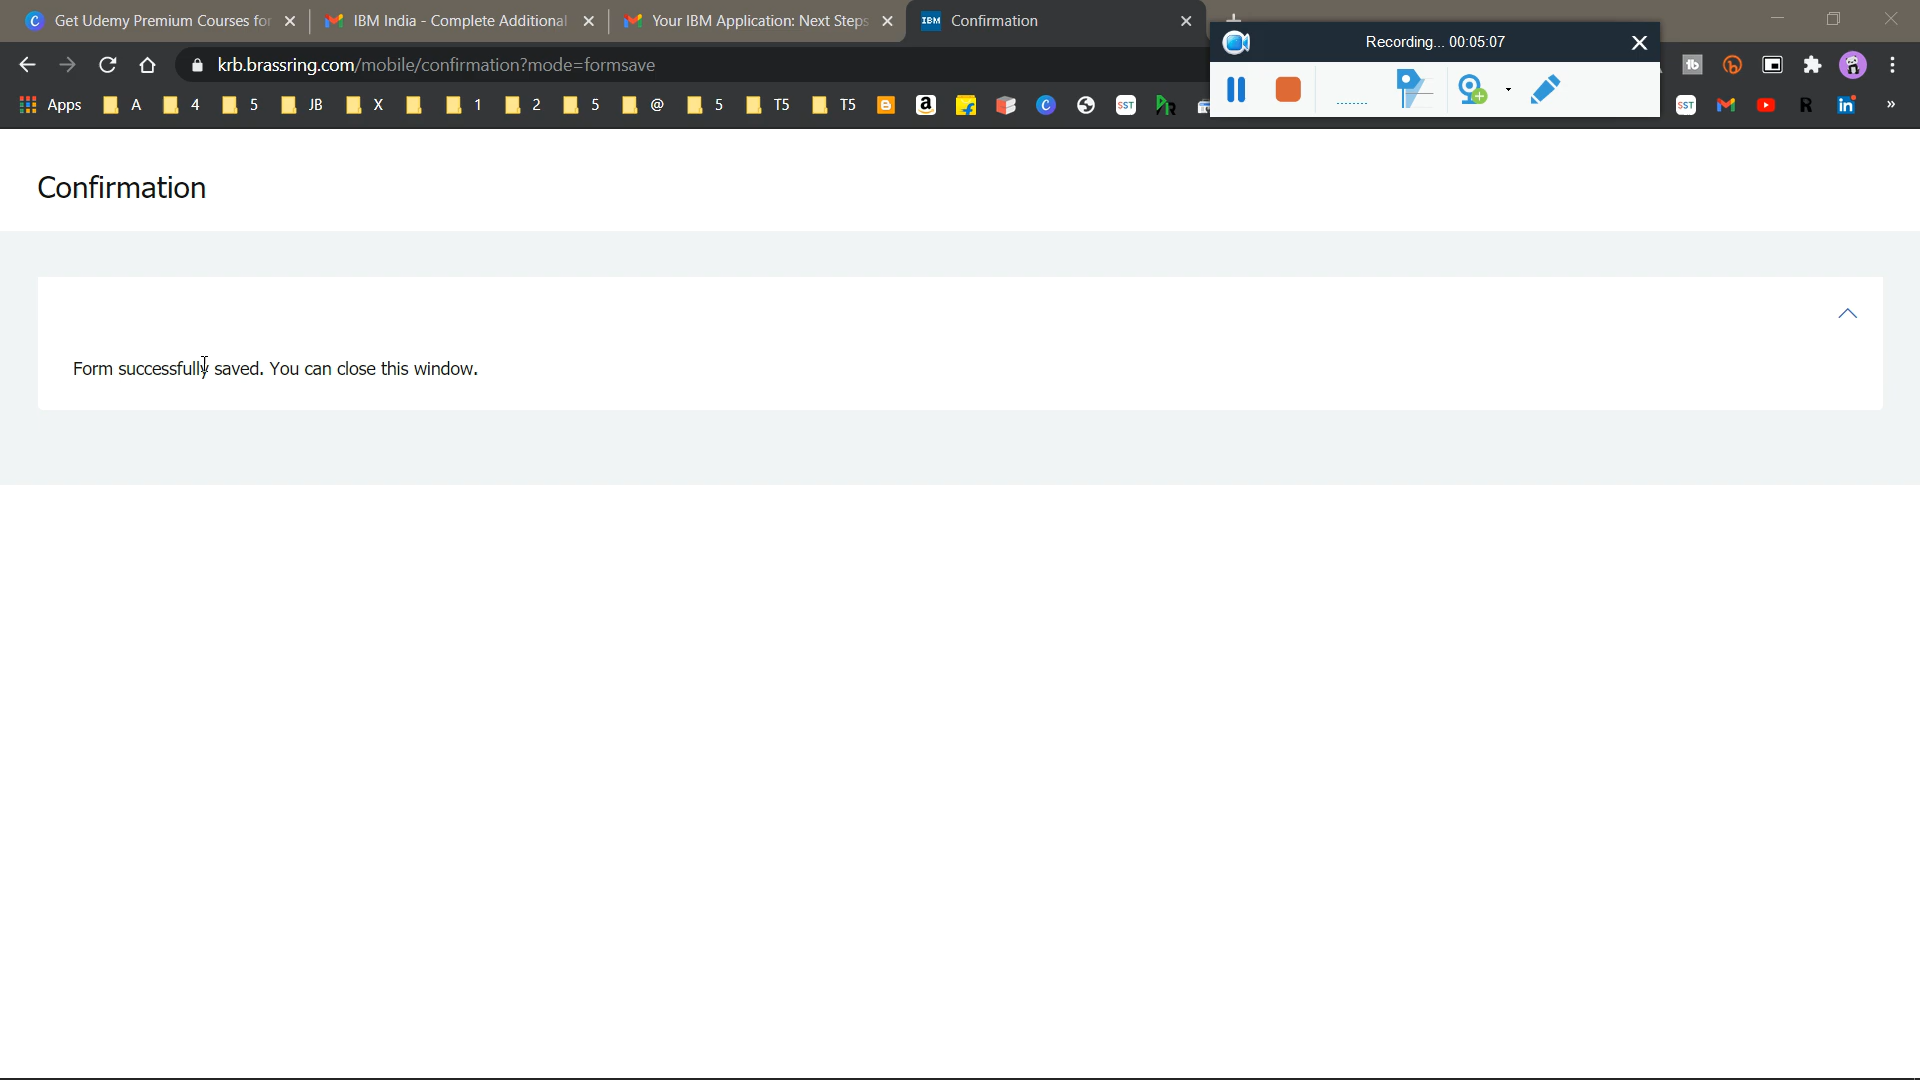 Get Udemy Premium Courses for
IBM India - Complete Additional
Your IBM Application: Next Steps
IBM
Confirmation
Recording... 00:05:07
krb.brassring.com/mobile/confirmation?mode=formsave
Apps A 4 5 JB X 1 2 5 @ 5 T5 T5
Confirmation
Form successfully saved. You can close this window.